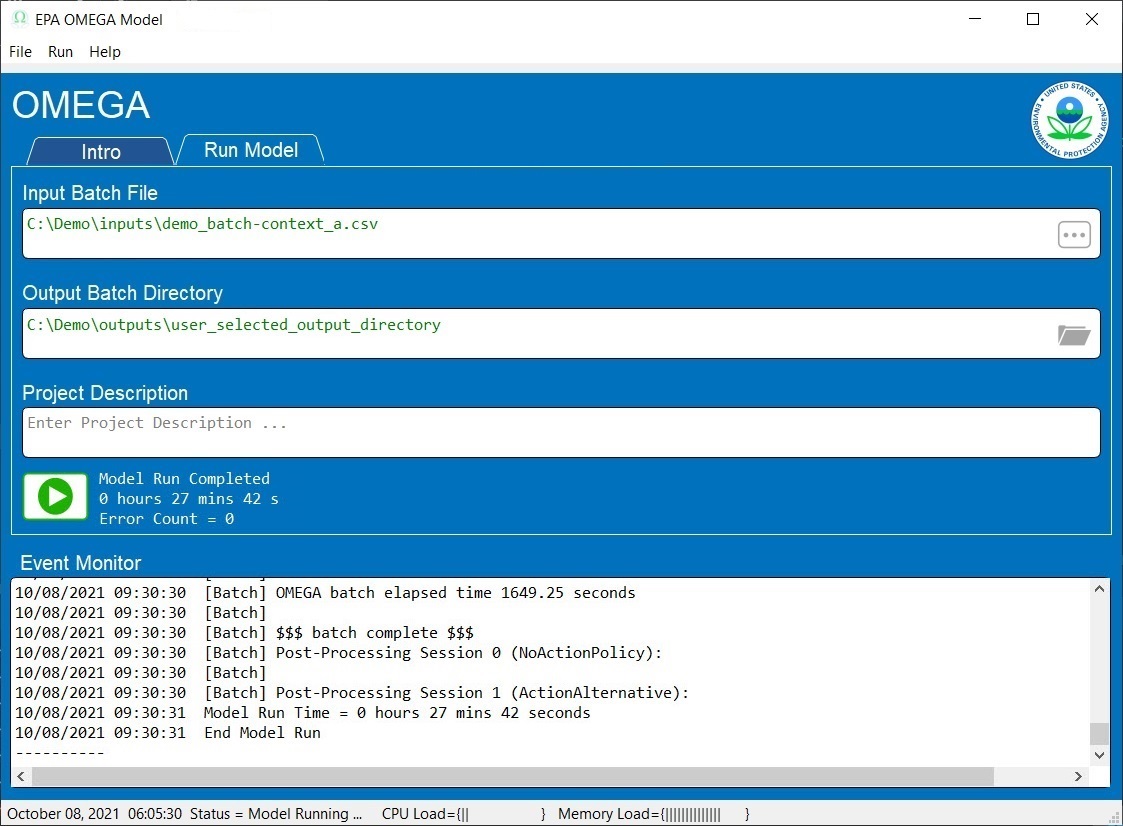 EPA OMEGA Model
File Run Help
OMEGA
UNITED STATES
ENVIRONMENTAL PROTECTION AGENCY
Intro Run Model
Input Batch File
C:\Demo\inputs\demo_batch-context_a.csv
Output Batch Directory
C:\Demo\outputs\user_selected_output_directory
Project Description
Enter Project Description ...
Model Run Completed
0 hours 27 mins 42 s
Error Count = 0
Event Monitor
10/08/2021 09:30:30 [Batch] OMEGA batch elapsed time 1649.25 seconds
10/08/2021 09:30:30 [Batch]
10/08/2021 09:30:30 [Batch] $$$ batch complete $$$
10/08/2021 09:30:30 [Batch] Post-Processing Session 0 (NoActionPolicy):
10/08/2021 09:30:30 [Batch]
10/08/2021 09:30:30 [Batch] Post-Processing Session 1 (ActionAlternative):
10/08/2021 09:30:31 Model Run Time = 0 hours 27 mins 42 seconds
10/08/2021 09:30:31 End Model Run
----------
October 08, 2021 06:05:30 Status = Model Running ... CPU Load={|| } Memory Load={|||||||||||||| }